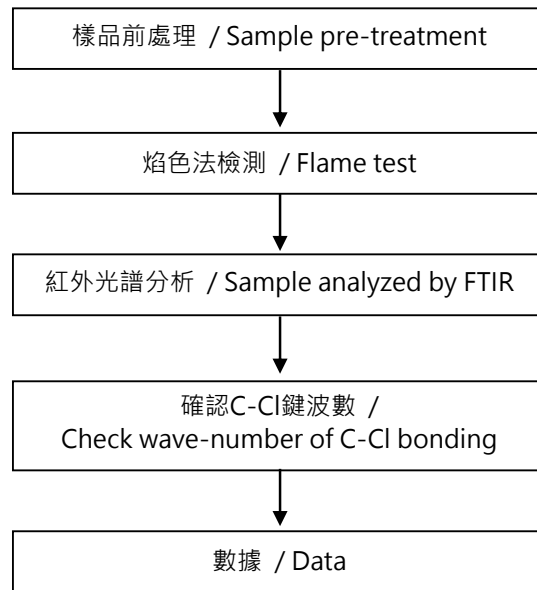 樣品前處理 / Sample pre-treatment
焰色法檢測 / Flame test
紅外光譜分析 / Sample analyzed by FTIR
確認C-Cl鍵波數 /
Check wave-number of C-Cl bonding
數據 / Data